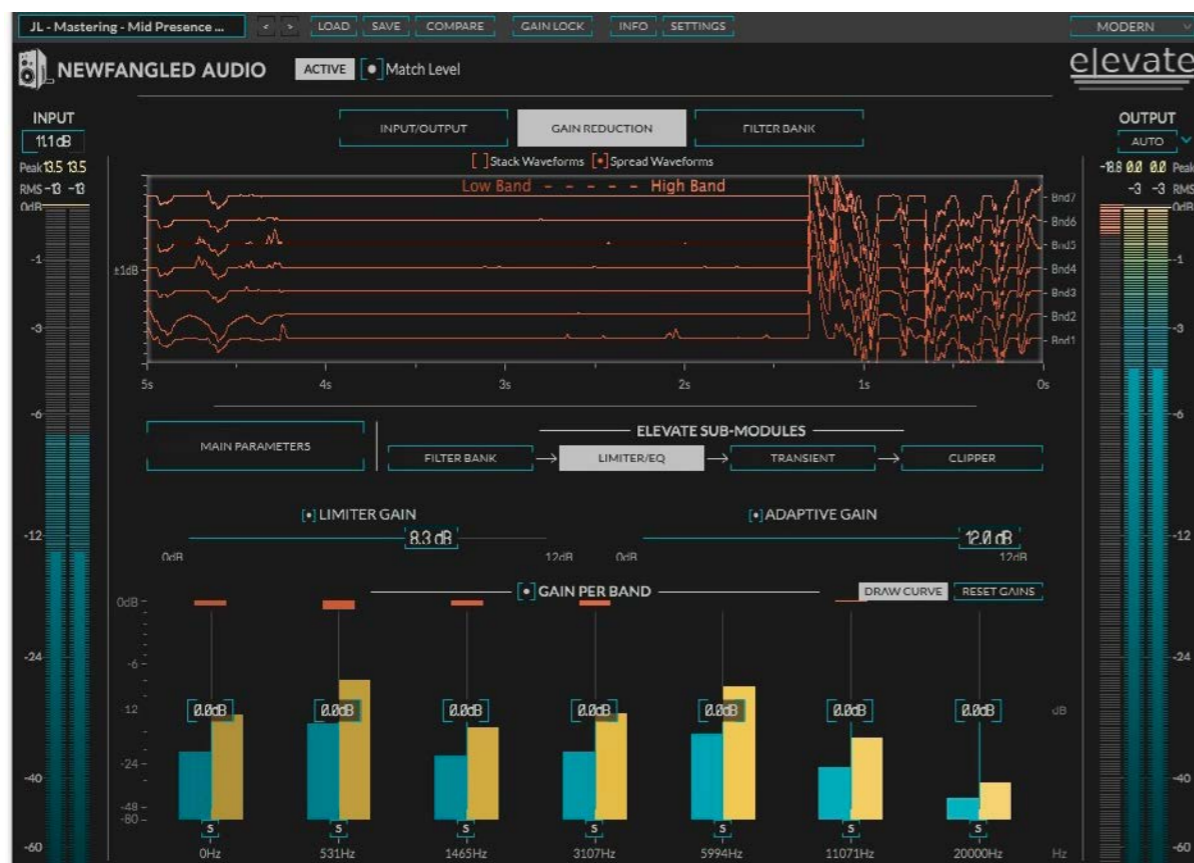 JL - Mastering - Mid Presence ... < > LOAD SAVE COMPARE GAIN LOCK INFO SETTINGS MODERN
NEWFANGLED AUDIO ACTIVE Match Level elevate
INPUT OUTPUT
11.1 dB INPUT/OUTPUT GAIN REDUCTION FILTER BANK AUTO
Peak 13.5 13.5 Stack Waveforms Spread Waveforms -18.8 0.0 0.0 Peak
RMS -13 -13 Low Band - - - - - High Band -3 -3 RMS
0dB Bnd7 0dB
Bnd6
Bnd5
-1 -1
±1dB Bnd4
Bnd3
Bnd2
-3 -3
Bnd1
5s 4s 3s 2s 1s 0s
-6 -6
ELEVATE SUB-MODULES
MAIN PARAMETERS
FILTER BANK LIMITER/EQ TRANSIENT CLIPPER
LIMITER GAIN ADAPTIVE GAIN
-12 8.3 dB 12.0 dB -12
0dB 12dB 0dB 12dB
GAIN PER BAND DRAW CURVE RESET GAINS
0dB
-24 -6 -24
-12 0.0dB 0.0dB 0.0dB 0.0dB 0.0dB 0.0dB 0.0dB dB
-24
-40 -40
-48
-80
S S S S S S S
-60 0Hz 531Hz 1465Hz 3107Hz 5994Hz 11071Hz 20000Hz Hz -60